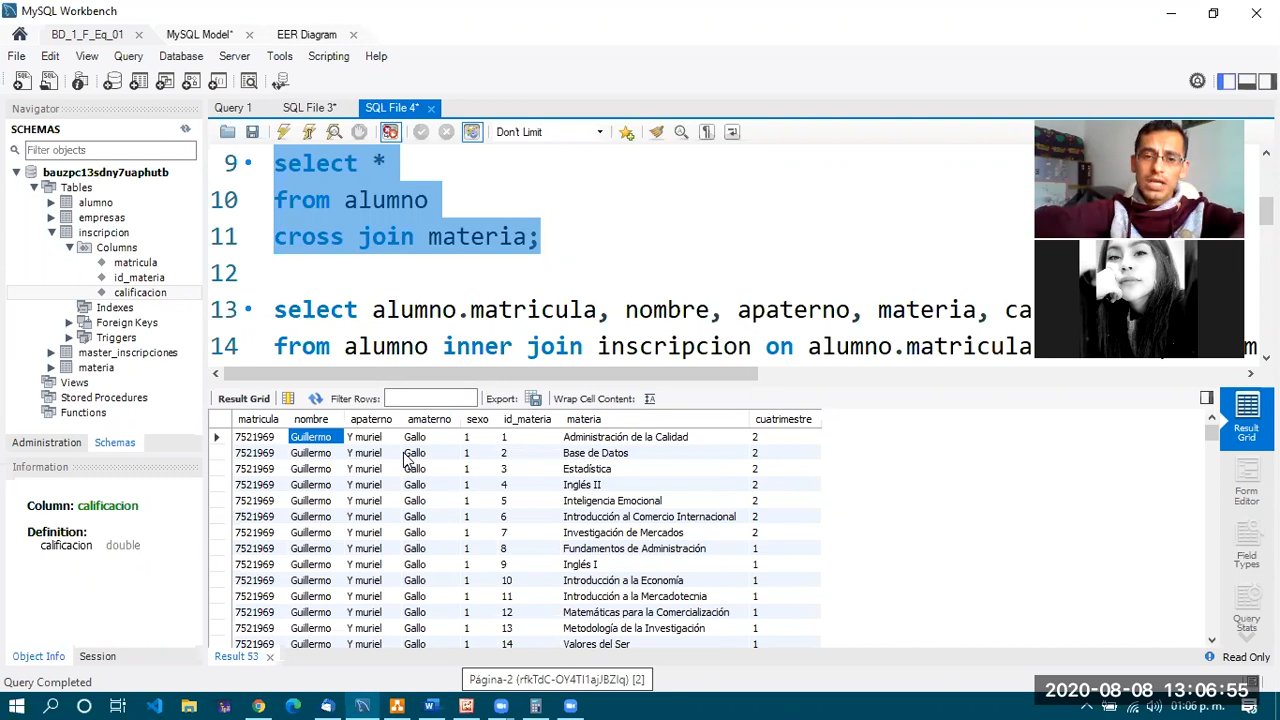 MySQL Workbench
BD_1_F_Eq_01
MySQL Model*
EER Diagram
File Edit View Query Database Server Tools Scripting Help
Navigator
SCHEMAS
Filter objects
bauzpc13sdny7uaphutb
Tables
alumno
empresas
inscripcion
Columns
matricula
id_materia
calificacion
Indexes
Foreign Keys
Triggers
master_inscripciones
materia
Views
Stored Procedures
Functions
Administration Schemas
Information
Column: calificacion
Definition:
calificacion double
Object Info Session
Query Completed
Query 1 SQL File 3* SQL File 4*
Don't Limit
9 select *
10 from alumno
11 cross join materia;
12
13 select alumno.matricula, nombre, apaterno, materia, ca
14 from alumno inner join inscripcion on alumno.matricula
Result Grid Filter Rows: Export: Wrap Cell Content:
matricula nombre apaterno amaterno sexo id_materia materia cuatrimestre
7521969 Guillermo Y muriel Gallo 1 1 Administración de la Calidad 2
7521969 Guillermo Y muriel Gallo 1 2 Base de Datos 2
7521969 Guillermo Y muriel Gallo 1 3 Estadística 2
7521969 Guillermo Y muriel Gallo 1 4 Inglés II 2
7521969 Guillermo Y muriel Gallo 1 5 Inteligencia Emocional 2
7521969 Guillermo Y muriel Gallo 1 6 Introducción al Comercio Internacional 2
7521969 Guillermo Y muriel Gallo 1 7 Investigación de Mercados 2
7521969 Guillermo Y muriel Gallo 1 8 Fundamentos de Administración 1
7521969 Guillermo Y muriel Gallo 1 9 Inglés I 1
7521969 Guillermo Y muriel Gallo 1 10 Introducción a la Economía 1
7521969 Guillermo Y muriel Gallo 1 11 Introducción a la Mercadotecnia 1
7521969 Guillermo Y muriel Gallo 1 12 Matemáticas para la Comercialización 1
7521969 Guillermo Y muriel Gallo 1 13 Metodología de la Investigación 1
7521969 Guillermo Y muriel Gallo 1 14 Valores del Ser 1
Result Grid
Form Editor
Field Types
Query Stats
Result 53
Read Only
Página-2 (rfkTdC-OY4TI1ajJBZIq) [2]
2020-08-08 13:06:55
01:06 p. m.